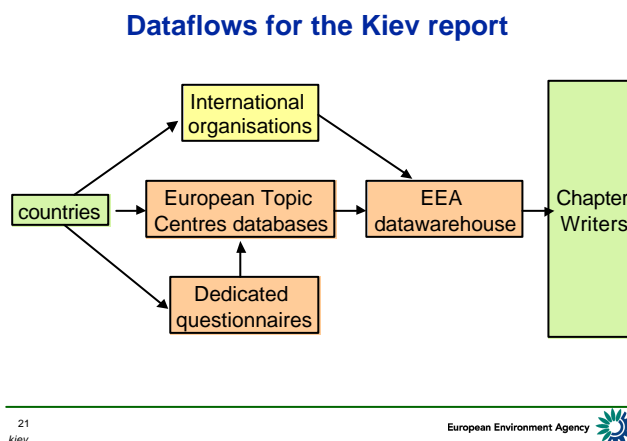 Dataflows for the Kiev report
International
organisations
countries
European Topic
Centres databases
EEA
datawarehouse
Chapter
Writers
Dedicated
questionnaires
21
kiev
European Environment Agency